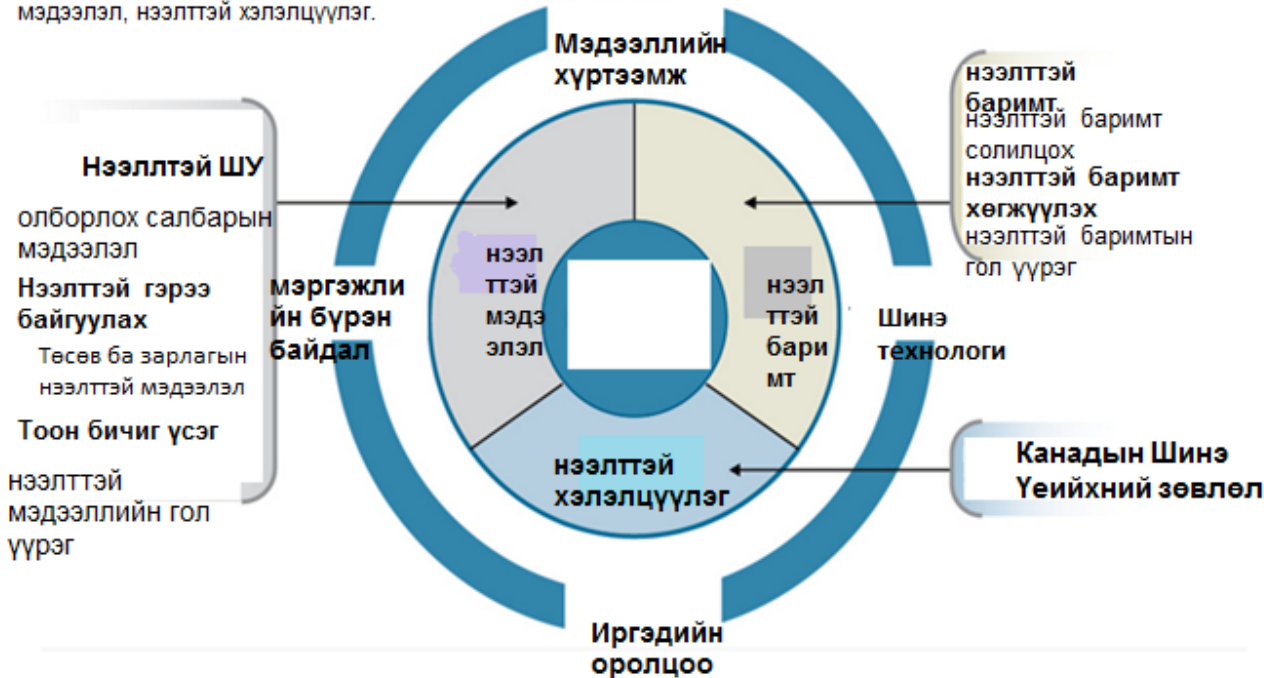 мэдээлэл, нээлттэй хэлэлцүүлэг.
Мэдээллийн
хүртээмж
Нээллтэй ШУ
олборлох салбарын
мэдээлэл
Нээлттэй гэрээ
байгуулах
Төсөв ба зарлагын
нээлттэй мэдээлэл
Тоон бичиг үсэг
нээлттэй
мэдээллийн гол
үүрэг
мэргэжли
йн бүрэн
байдал
нээл
ттэй
мэдэ
элэл
нээл
ттэй
бари
мт
нээлттэй
хэлэлцүүлэг
нээлттэй
баримт.
нээлттэй баримт
солилцох
нээлттэй баримт
хөгжүүлэх
нээлттэй баримтын
гол үүрэг
Шинэ
технологи
Канадын Шинэ
Үеийхний зөвлөл
Иргэдийн
оролцоо